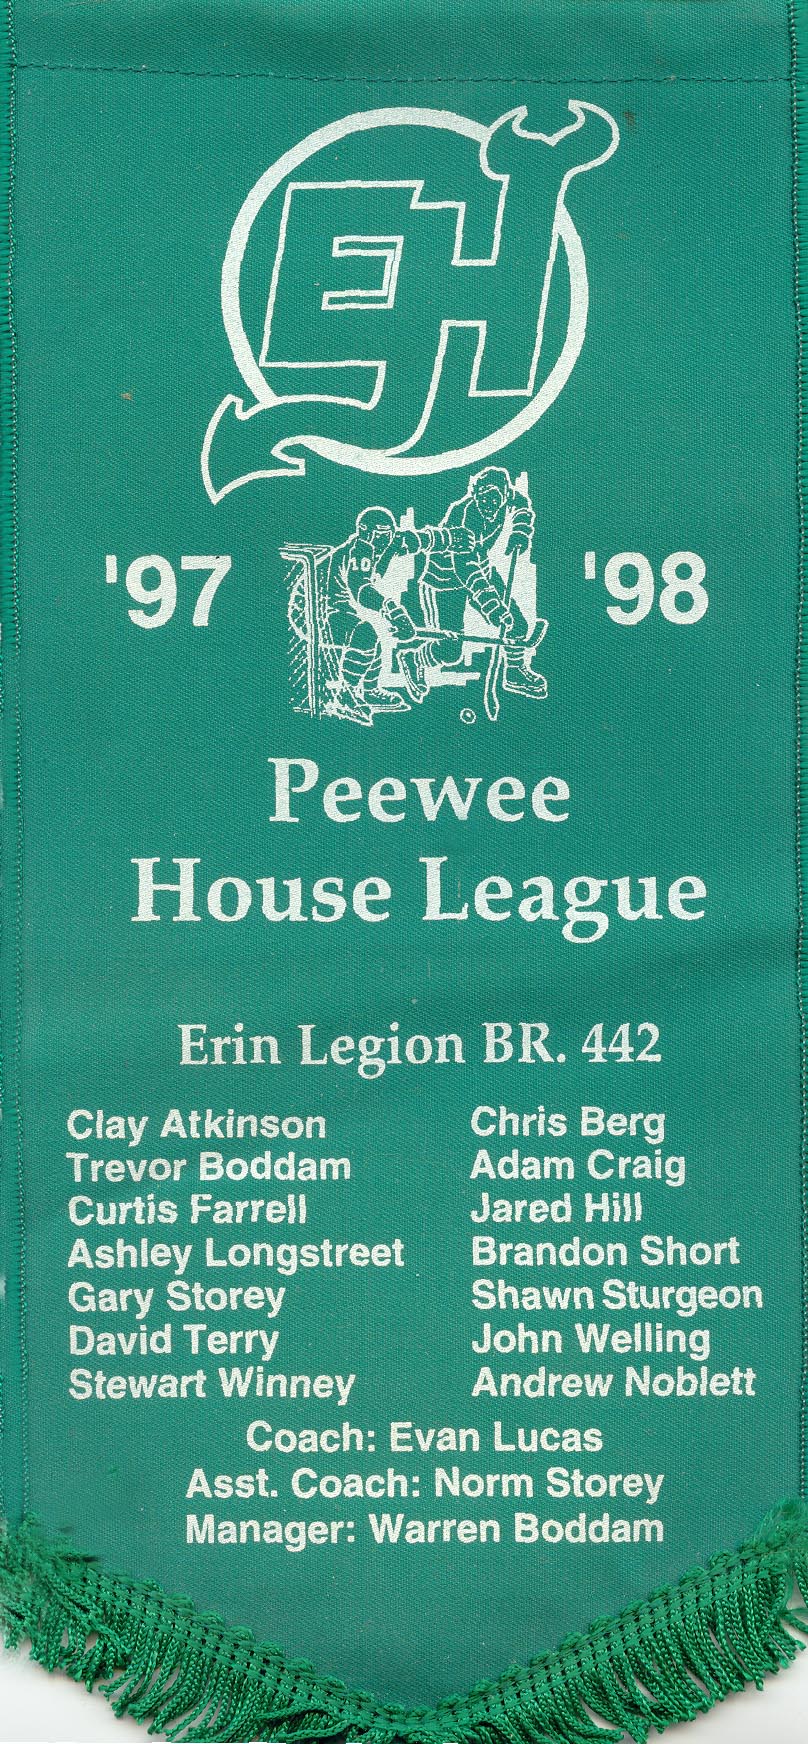 EH
'97 '98
10
Peewee
House League
Erin Legion BR. 442
Clay Atkinson
Trevor Boddam
Curtis Farrell
Ashley Longstreet
Gary Storey
David Terry
Stewart Winney
Chris Berg
Adam Craig
Jared Hill
Brandon Short
Shawn Sturgeon
John Welling
Andrew Noblett
Coach: Evan Lucas
Asst. Coach: Norm Storey
Manager: Warren Boddam